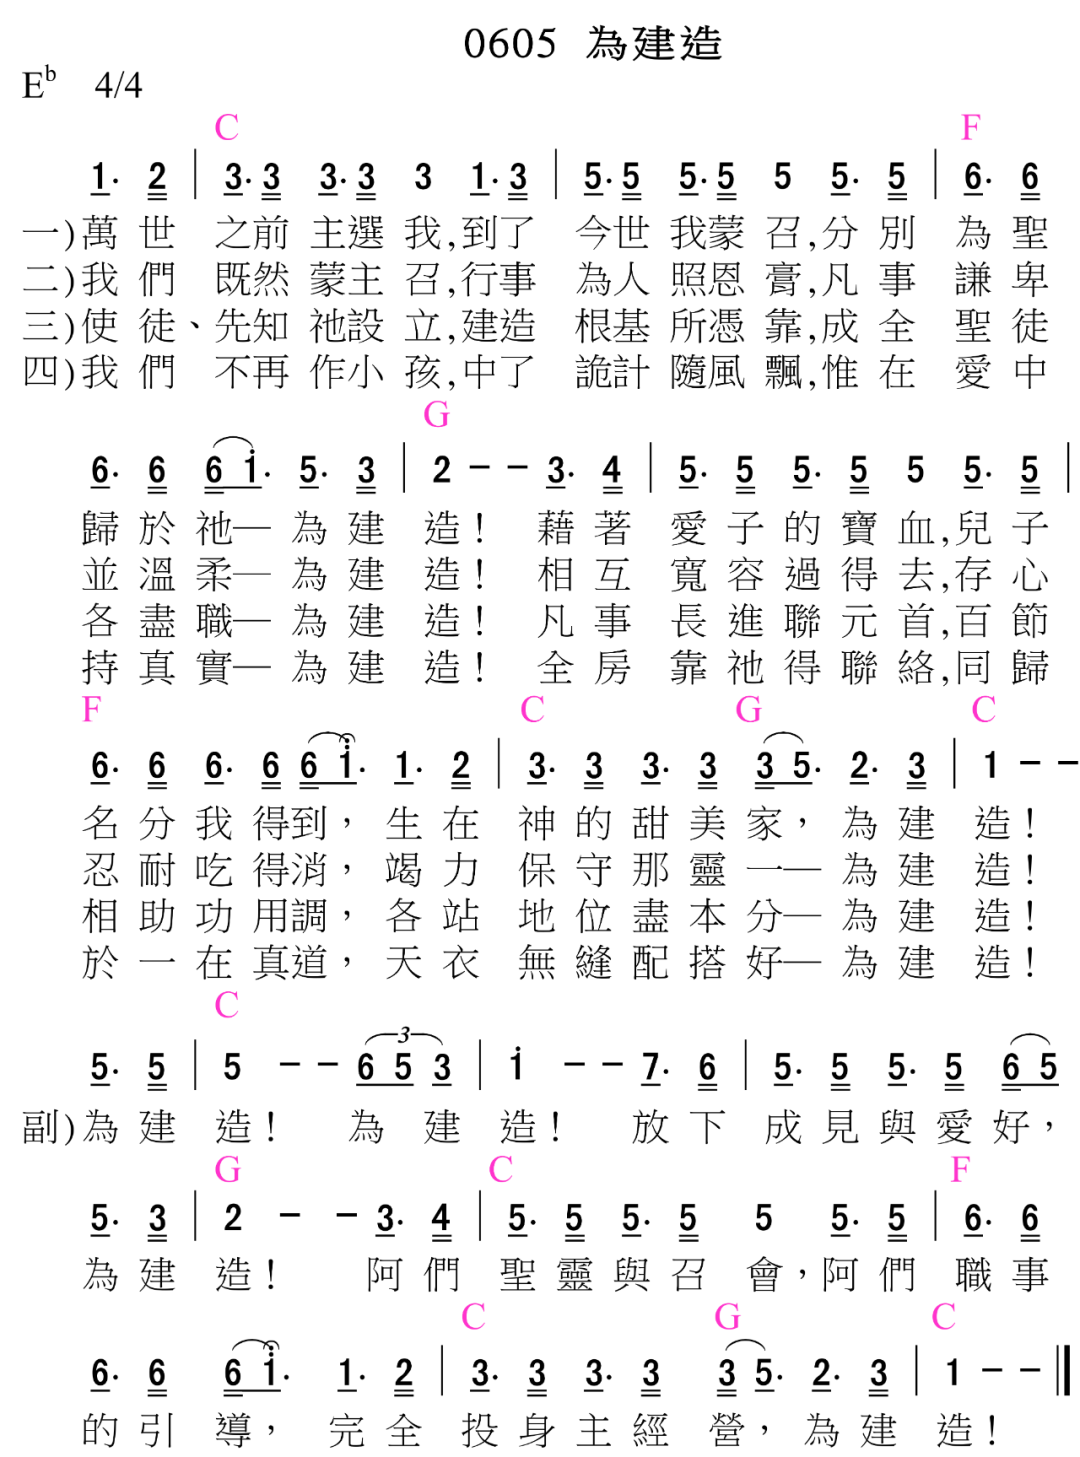 0605 為建造
E♭ 4/4
C F
1. 2 | 3. 3 3. 3 3 1. 3 | 5. 5 5. 5 5 5. 5 | 6. 6
一)萬世 之前 主選 我,到了 今世 我蒙 召,分別 為聖
二)我們 既然 蒙主 召,行事 為人 照恩 膏,凡事 謙卑
三)使徒、先知 祂設 立,建造 根基 所憑 靠,成全 聖徒
四)我們 不再 作小 孩,中了 詭計 隨風 飄,惟在 愛中
G
6. 6 6 i. 5. 3 | 2 - - 3. 4 | 5. 5 5. 5 5 5. 5 |
歸於祂─為建 造! 藉著 愛子的寶血,兒子
並溫柔─為建 造! 相互 寬容過得去,存心
各盡職─為建 造! 凡事 長進聯元首,百節
持真實─為建 造! 全房 靠祂得聯絡,同歸
F C G C
6. 6 6. 6 6 i. 1. 2 | 3. 3 3. 3 3 5. 2. 3 | 1 - -
名分我得到,生在 神的甜美家,為建 造!
忍耐吃得消,竭力 保守那靈一─為建 造!
相助功用調,各站 地位盡本分─為建 造!
於一在真道,天衣 無縫配搭好─為建 造!
C
5. 5 | 5 - - 6 5 3 | i - - 7. 6 | 5. 5 5. 5 6 5
3
副)為建 造! 為建 造! 放下 成見與愛好,
G C F
5. 3 | 2 - - 3. 4 | 5. 5 5. 5 5 5. 5 | 6. 6
為建 造! 阿們 聖靈與召會,阿們 職事
C G C
6. 6 6 i. 1. 2 | 3. 3 3. 3 3 5. 2. 3 | 1 - - ‖
的引導,完全 投身主經營,為建 造!